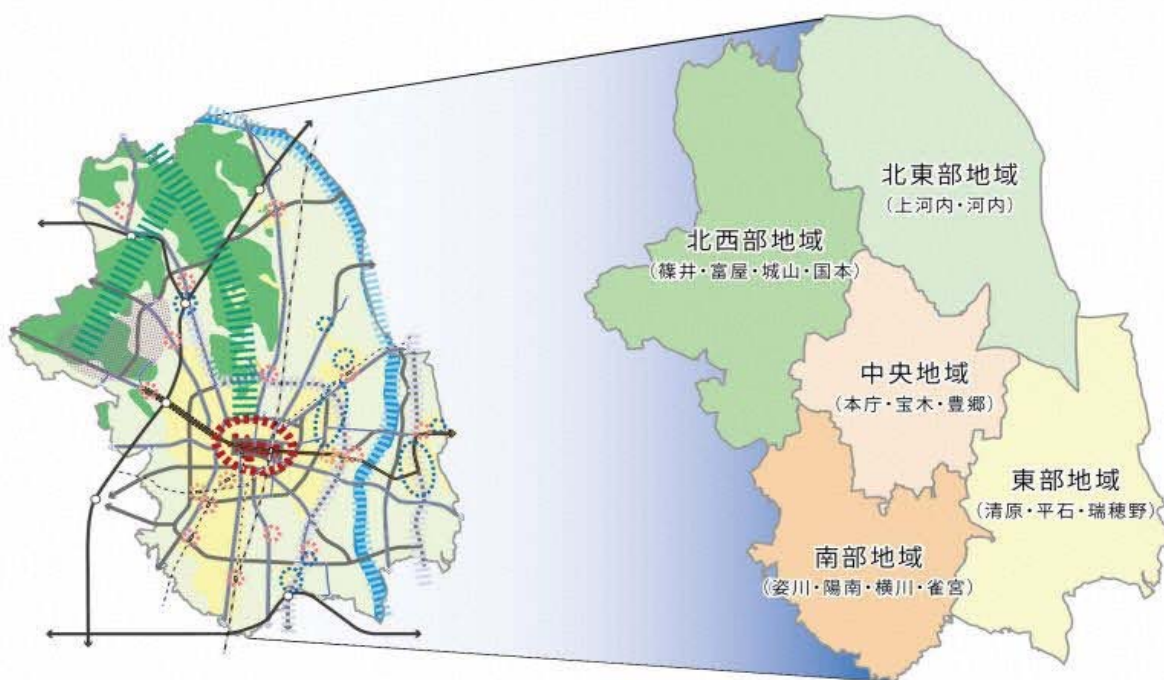 北東部地域
(上河内・河内)
北西部地域
(篠井・富屋・城山・国本)
中央地域
(本庁・宝木・豊郷)
東部地域
(清原・平石・瑞穂野)
南部地域
(姿川・陽南・横川・雀宮)